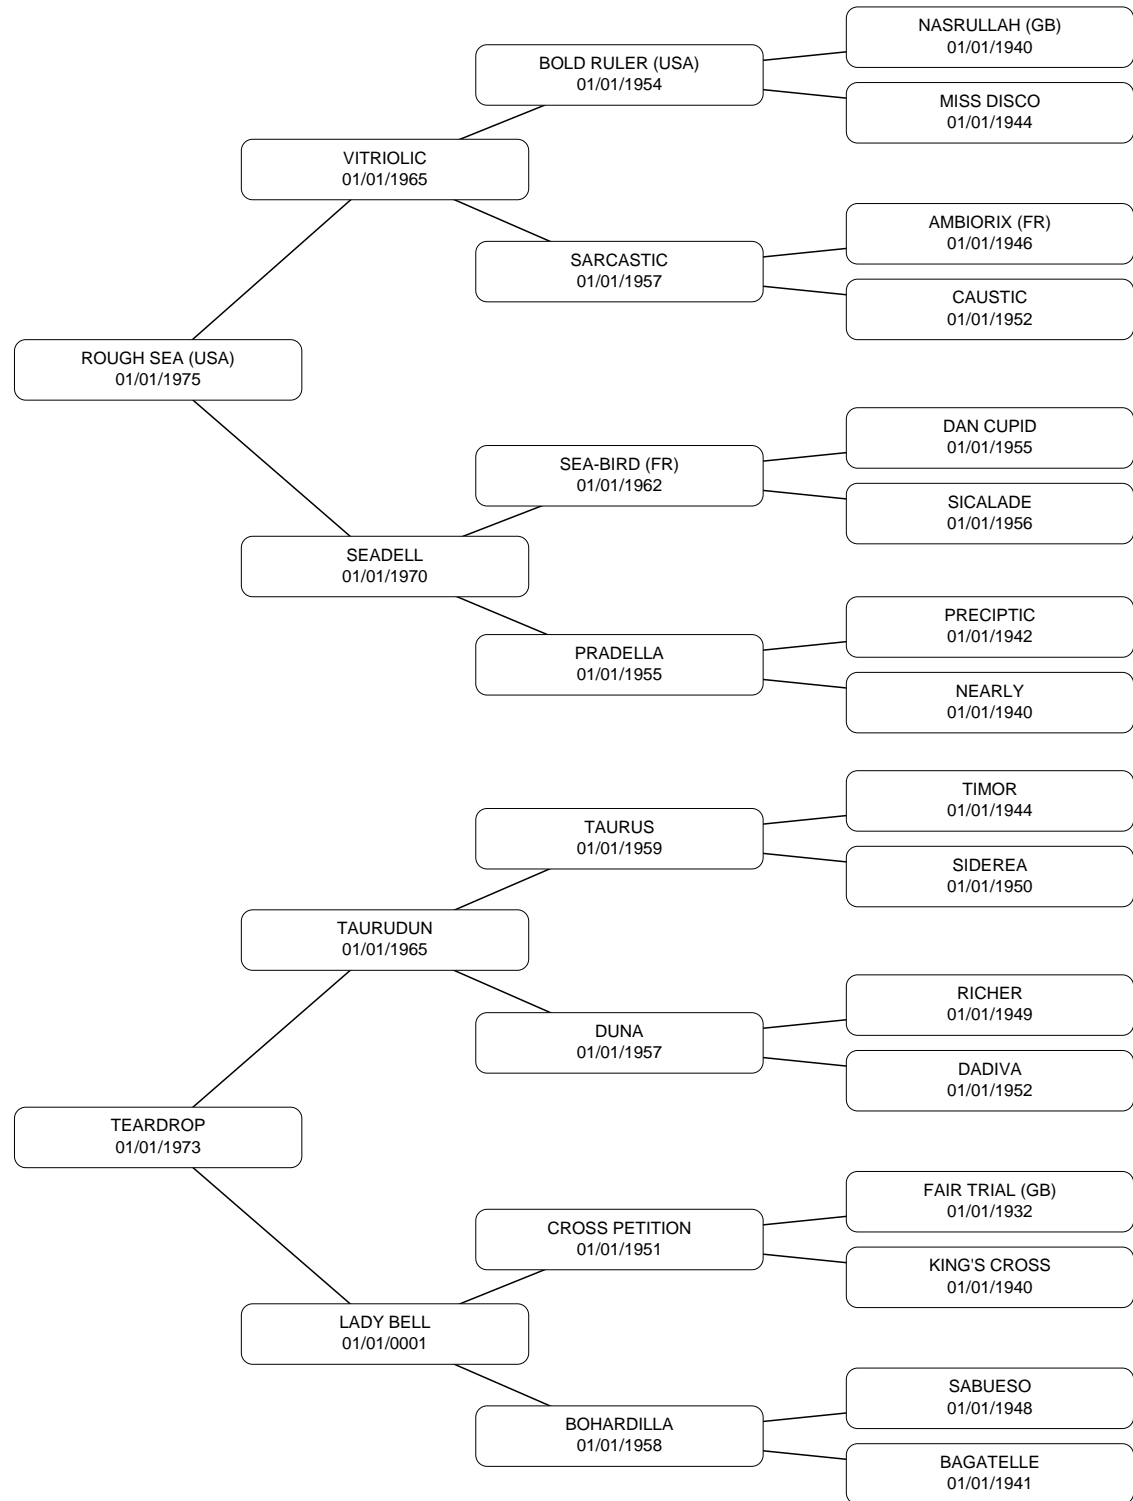 NASRULLAH (GB)
01/01/1940
BOLD RULER (USA)
01/01/1954
MISS DISCO
01/01/1944
VITRIOLIC
01/01/1965
AMBIORIX (FR)
01/01/1946
SARCASTIC
01/01/1957
CAUSTIC
01/01/1952
ROUGH SEA (USA)
01/01/1975
DAN CUPID
01/01/1955
SEA-BIRD (FR)
01/01/1962
SICALADE
01/01/1956
SEADELL
01/01/1970
PRECIPTIC
01/01/1942
PRADELLA
01/01/1955
NEARLY
01/01/1940
TIMOR
01/01/1944
TAURUS
01/01/1959
SIDEREA
01/01/1950
TAURUDUN
01/01/1965
RICHER
01/01/1949
DUNA
01/01/1957
DADIVA
01/01/1952
TEARDROP
01/01/1973
FAIR TRIAL (GB)
01/01/1932
CROSS PETITION
01/01/1951
KING'S CROSS
01/01/1940
LADY BELL
01/01/0001
SABUESO
01/01/1948
BOHARDILLA
01/01/1958
BAGATELLE
01/01/1941